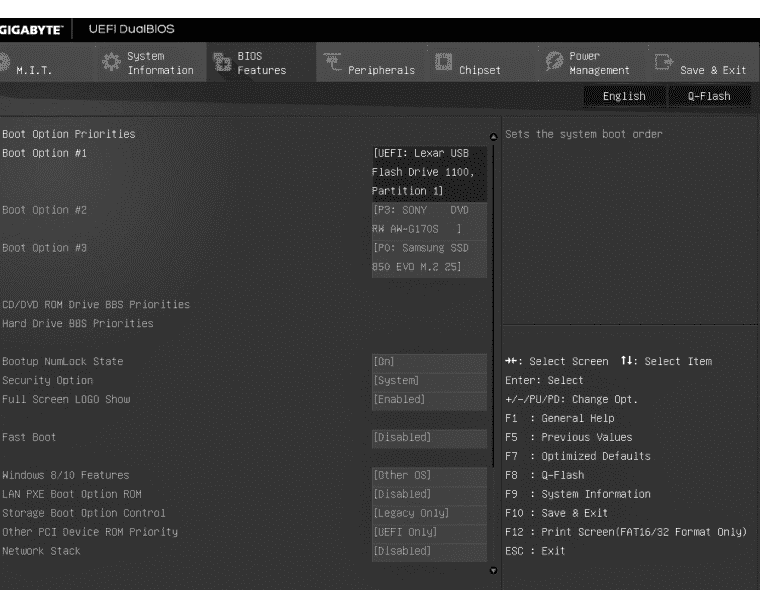 GIGABYTE™ UEFI DualBIOS
M.I.T. System Information BIOS Features Peripherals Chipset Power Management Save & Exit
English Q-Flash
Boot Option Priorities
Boot Option #1 [UEFI: Lexar USB
Flash Drive 1100,
Partition 1]
Boot Option #2 [P3: SONY DVD
RW AW-G170S ]
Boot Option #3 [P0: Samsung SSD
850 EVO M.2 25]
CD/DVD ROM Drive BBS Priorities
Hard Drive BBS Priorities
Bootup NumLock State [On]
Security Option [System]
Full Screen LOGO Show [Enabled]
Fast Boot [Disabled]
Windows 8/10 Features [Other OS]
LAN PXE Boot Option ROM [Disabled]
Storage Boot Option Control [Legacy Only]
Other PCI Device ROM Priority [UEFI Only]
Network Stack [Disabled]
Sets the system boot order
→←: Select Screen ↑↓: Select Item
Enter: Select
+/-/PU/PD: Change Opt.
F1 : General Help
F5 : Previous Values
F7 : Optimized Defaults
F8 : Q-Flash
F9 : System Information
F10 : Save & Exit
F12 : Print Screen(FAT16/32 Format Only)
ESC : Exit